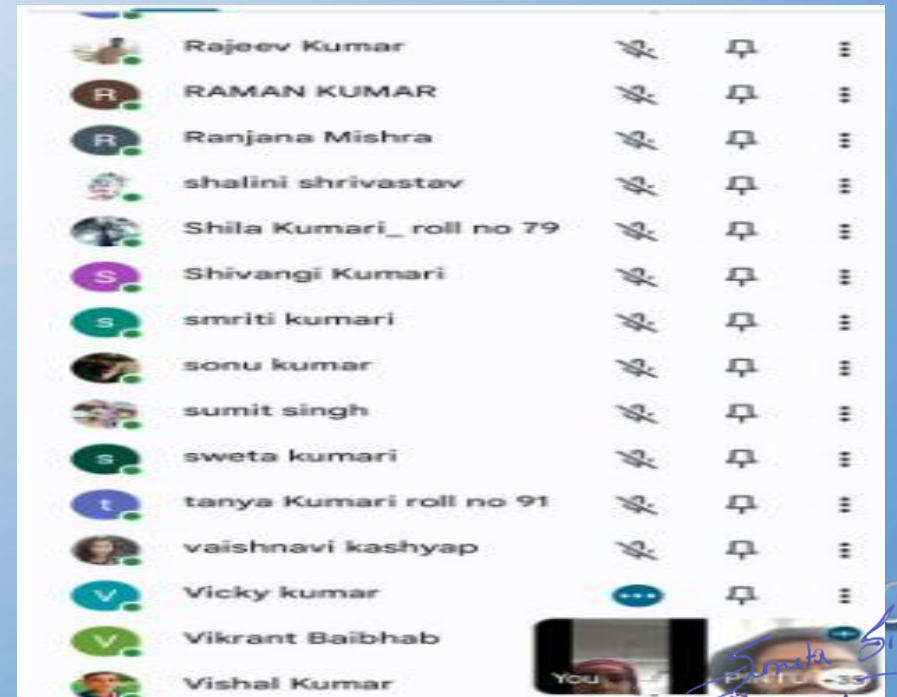 Rajeev Kumar
R RAMAN KUMAR
R Ranjana Mishra
shalini shrivastav
Shila Kumari_ roll no 79
S Shivangi Kumari
s smriti kumari
sonu kumar
sumit singh
s sweta kumari
t tanya Kumari roll no 91
vaishnavi kashyap
V Vicky kumar
V Vikrant Baibhab
Vishal Kumar
You